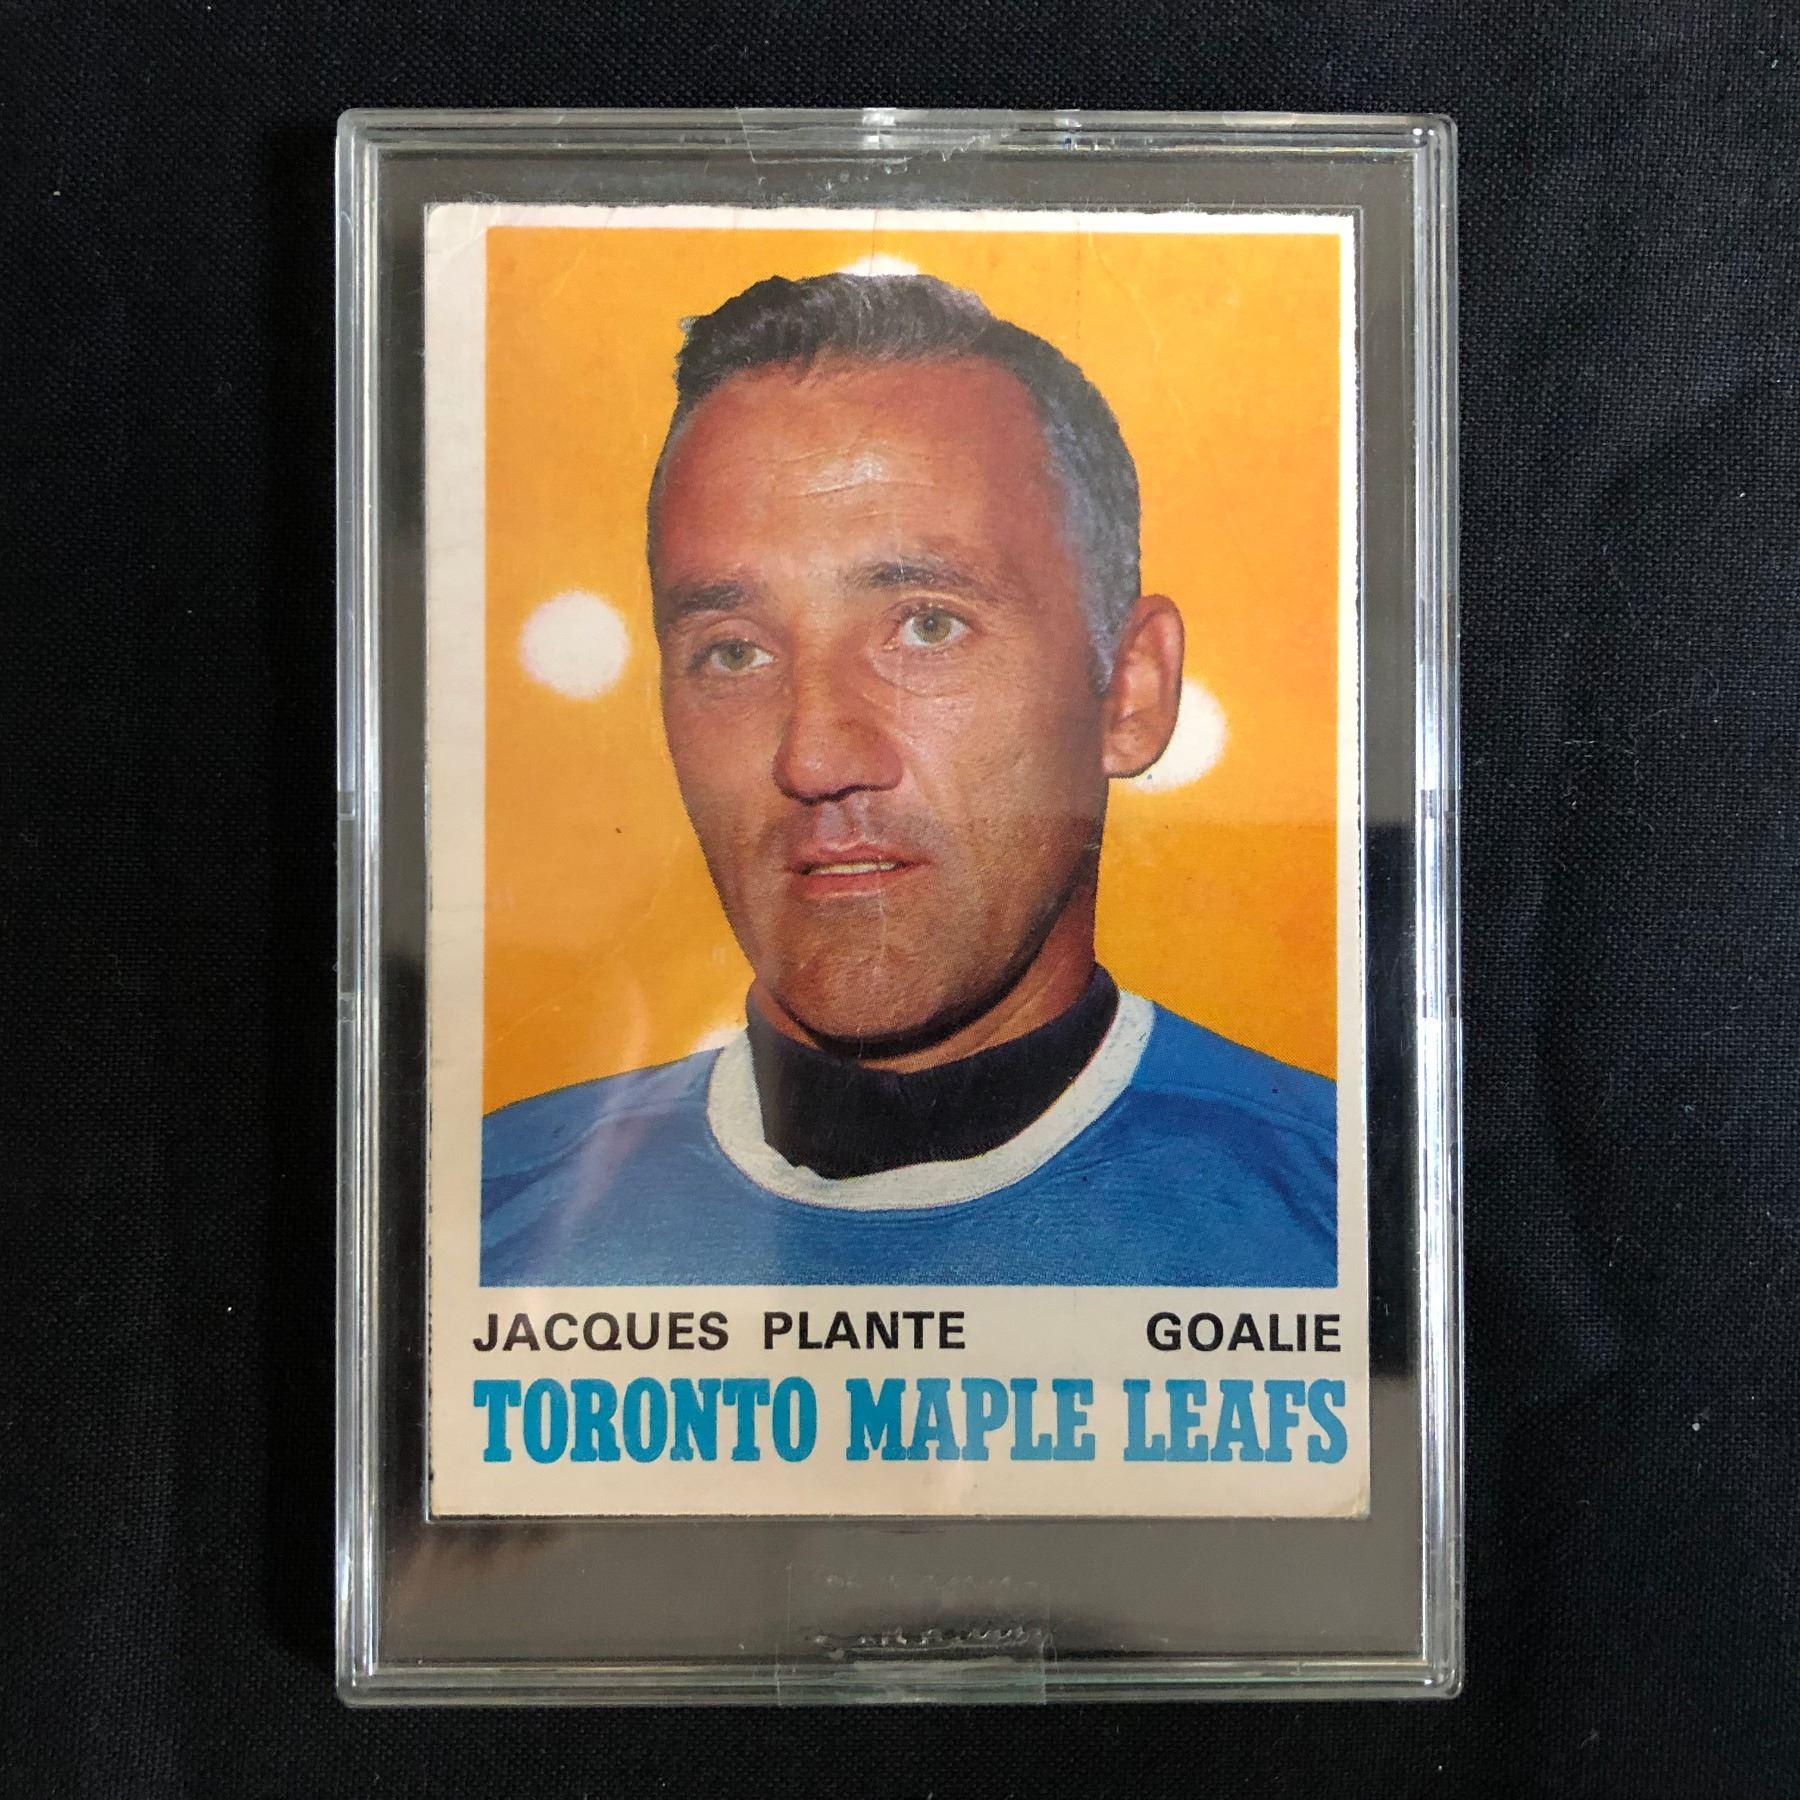 JACQUES PLANTE GOALIE
TORONTO MAPLE LEAFS